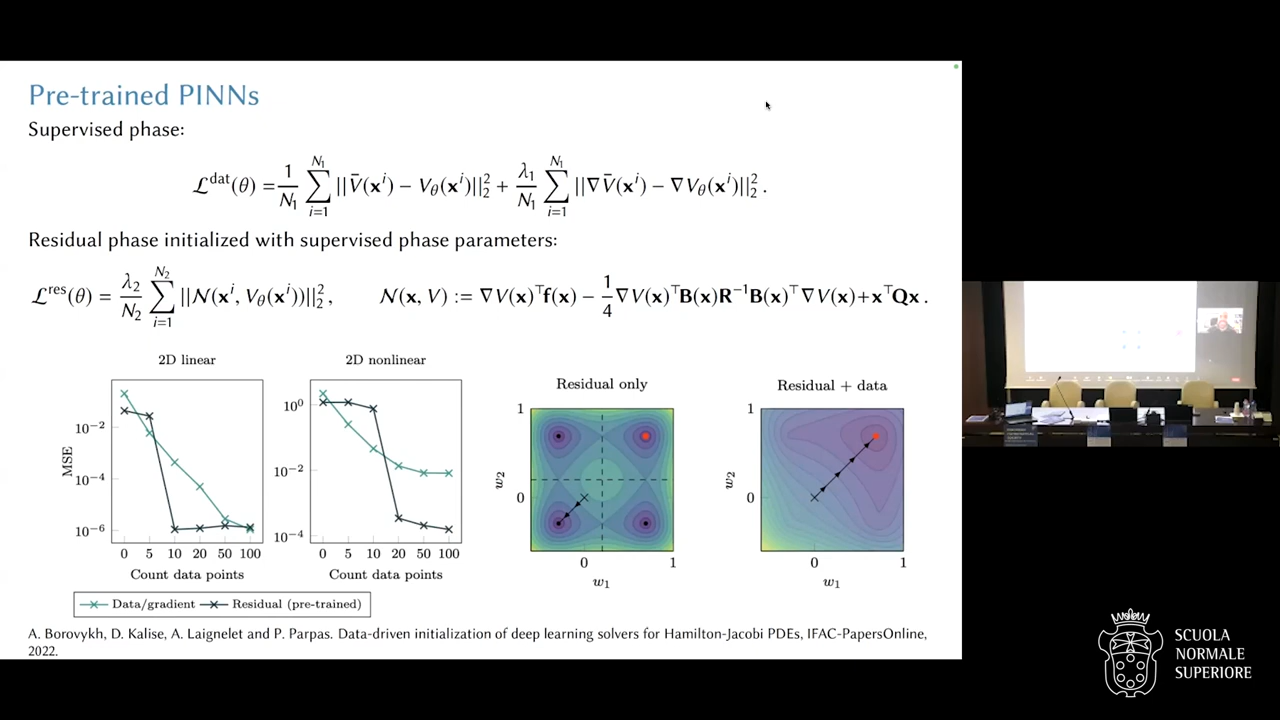 Pre-trained PINNs
Supervised phase:
ℒ^dat(θ) = 1/N₁ ∑_{i=1}^{N₁} ||V̄(x^i) − V_θ(x^i)||₂² + λ₁/N₁ ∑_{i=1}^{N₁} ||∇V̄(x^i) − ∇V_θ(x^i)||₂² .
Residual phase initialized with supervised phase parameters:
ℒ^res(θ) = λ₂/N₂ ∑_{i=1}^{N₂} ||𝒩(x^i, V_θ(x^i))||₂² , 𝒩(x, V) := ∇V(x)^⊤f(x) − 1/4 ∇V(x)^⊤B(x)R^{−1}B(x)^⊤∇V(x)+x^⊤Qx .
2D linear
MSE
10^−2
10^−4
10^−6
0 5 10 20 50 100
Count data points
2D nonlinear
10^0
10^−2
10^−4
0 5 10 20 50 100
Count data points
Data/gradient Residual (pre-trained)
Residual only
w₂
1
0
0 1
w₁
Residual + data
w₂
1
0
0 1
w₁
A. Borovykh, D. Kalise, A. Laignelet and P. Parpas. Data-driven initialization of deep learning solvers for Hamilton-Jacobi PDEs, IFAC-PapersOnline,
2022.
SCUOLA
NORMALE
SUPERIORE